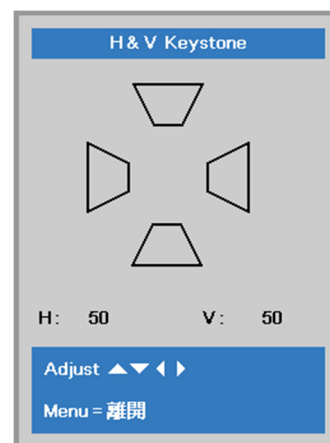 H & V Keystone
H: 50 V: 50
Adjust ▲▼◀▶
Menu = 離開